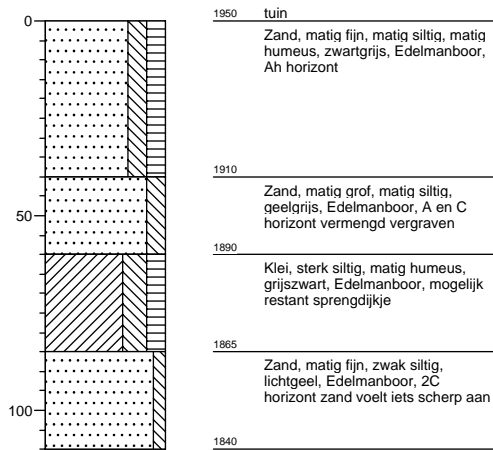 0
1950 tuin
Zand, matig fijn, matig siltig, matig
humeus, zwartgrijs, Edelmanboor,
Ah horizont
1910
Zand, matig grof, matig siltig,
geelgrijs, Edelmanboor, A en C
horizont vermengd vergraven
50
1890
Klei, sterk siltig, matig humeus,
grijszwart, Edelmanboor, mogelijk
restant sprengdijkje
1865
Zand, matig fijn, zwak siltig,
lichtgeel, Edelmanboor, 2C
horizont zand voelt iets scherp aan
100
1840